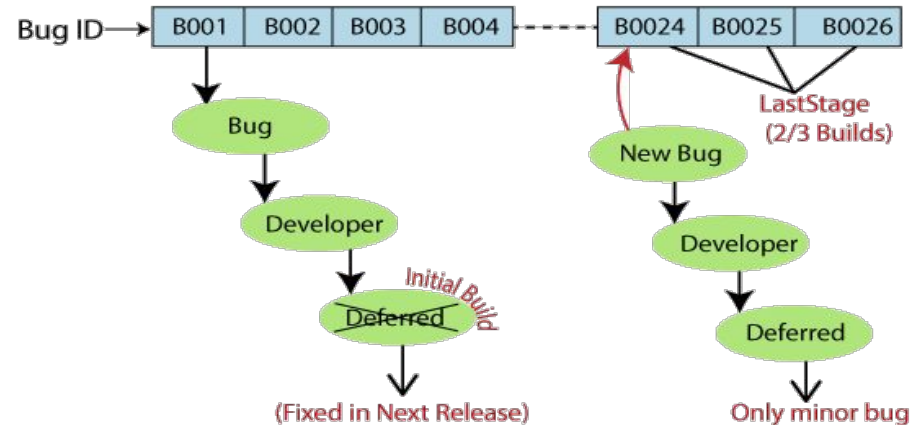 Bug ID
B001 B002 B003 B004 B0024 B0025 B0026
Bug
LastStage
(2/3 Builds)
New Bug
Developer
Developer
Initial Build
Deferred
Deferred
(Fixed in Next Release)
Only minor bug